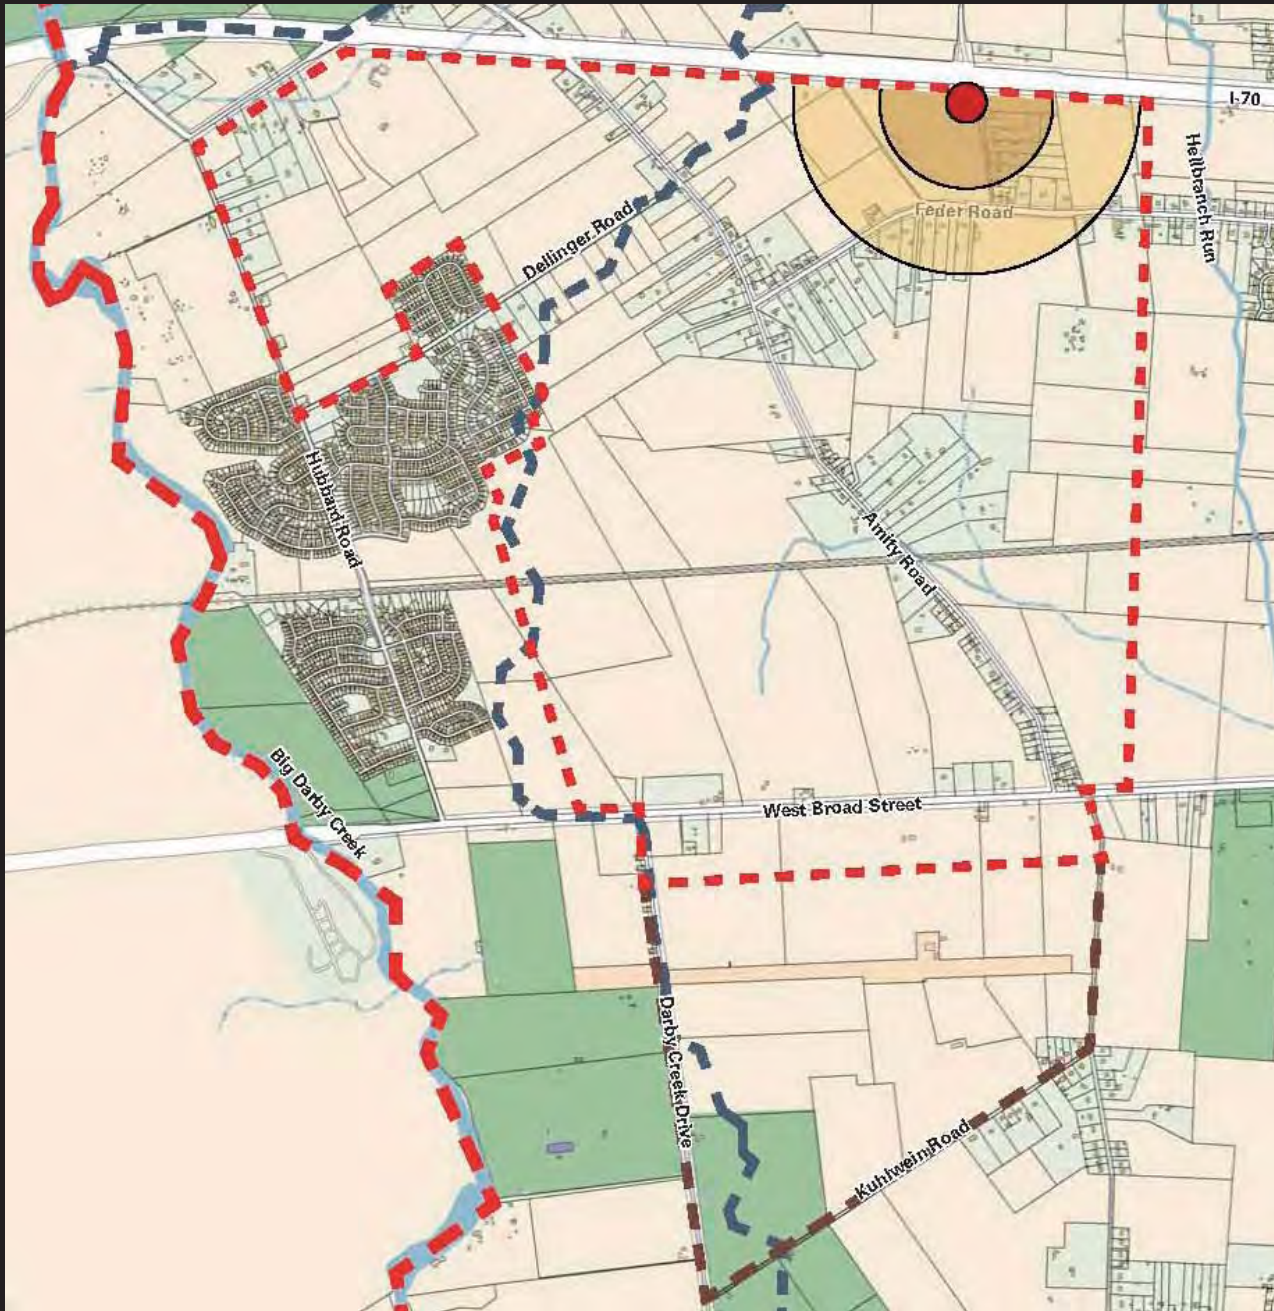 I-70
Hellbranch Run
Dellinger Road
Feder Road
Hubbard Road
Amity Road
Big Darby Creek
West Broad Street
Darby Creek Drive
Kuhlwein Road